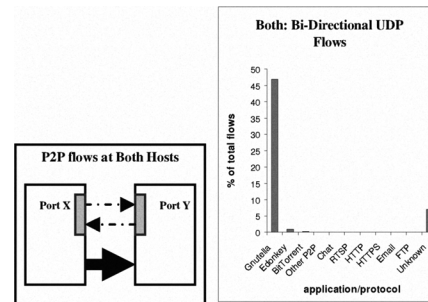 P2P flows at Both Hosts
Port X
Port Y
Both: Bi-Directional UDP
Flows
% of total flows
50
45
40
35
30
25
20
15
10
5
0
Gnutella
Edonkey
BitTorrent
Other P2P
Chat
RTSP
HTTP
HTTPS
Email
FTP
Unknown
application/protocol